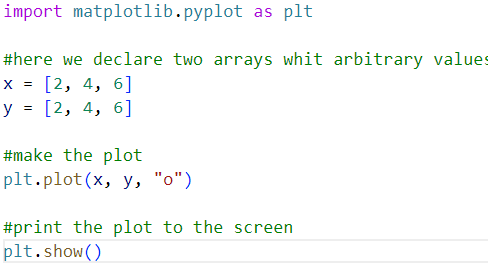 import matplotlib.pyplot as plt
#here we declare two arrays whit arbitrary values
x = [2, 4, 6]
y = [2, 4, 6]
#make the plot
plt.plot(x, y, "o")
#print the plot to the screen
plt.show()